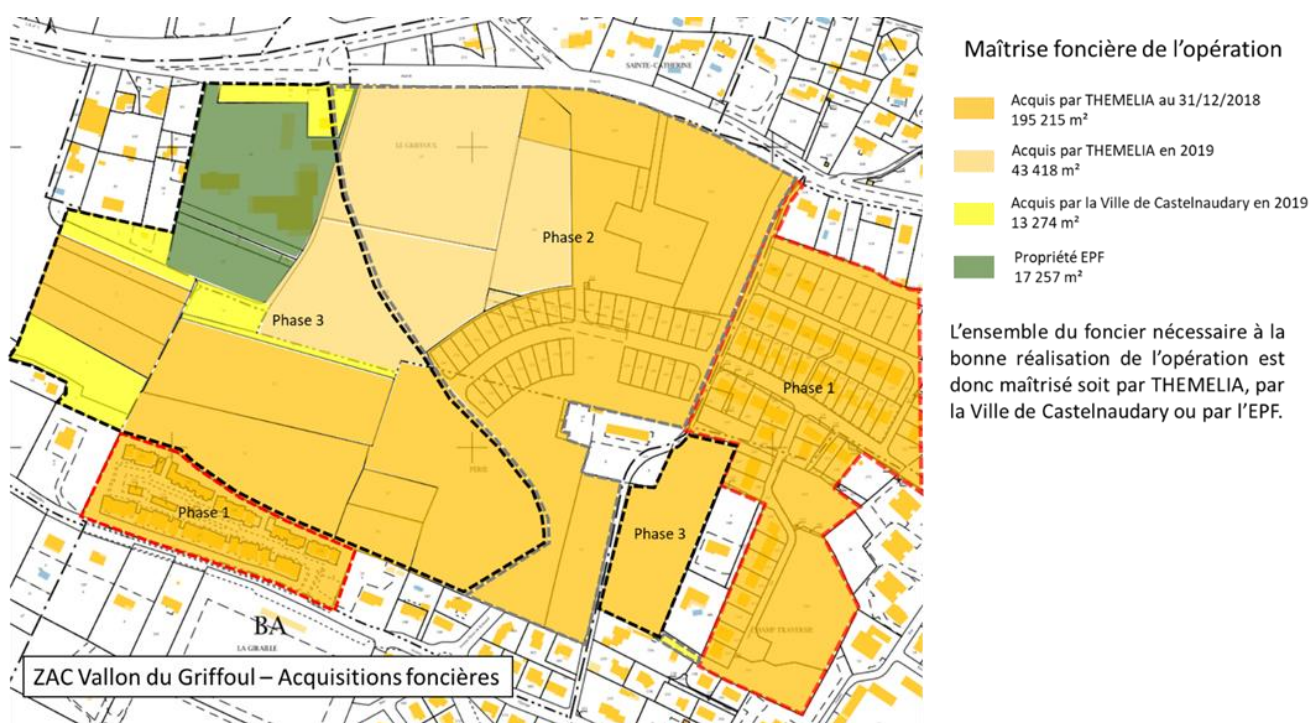 SAINTE-CATHERINE
LE GRIFFOUL
Phase 2
Phase 3
Phase 1
PERIE
Phase 1
Phase 3
CHAMP TRAVERSIE
BA
LA GIRAILLE
ZAC Vallon du Griffoul – Acquisitions foncières
Maîtrise foncière de l’opération
Acquis par THEMELIA au 31/12/2018
195 215 m²
Acquis par THEMELIA en 2019
43 418 m²
Acquis par la Ville de Castelnaudary en 2019
13 274 m²
Propriété EPF
17 257 m²
L’ensemble du foncier nécessaire à la
bonne réalisation de l’opération est
donc maîtrisé soit par THEMELIA, par
la Ville de Castelnaudary ou par l’EPF.